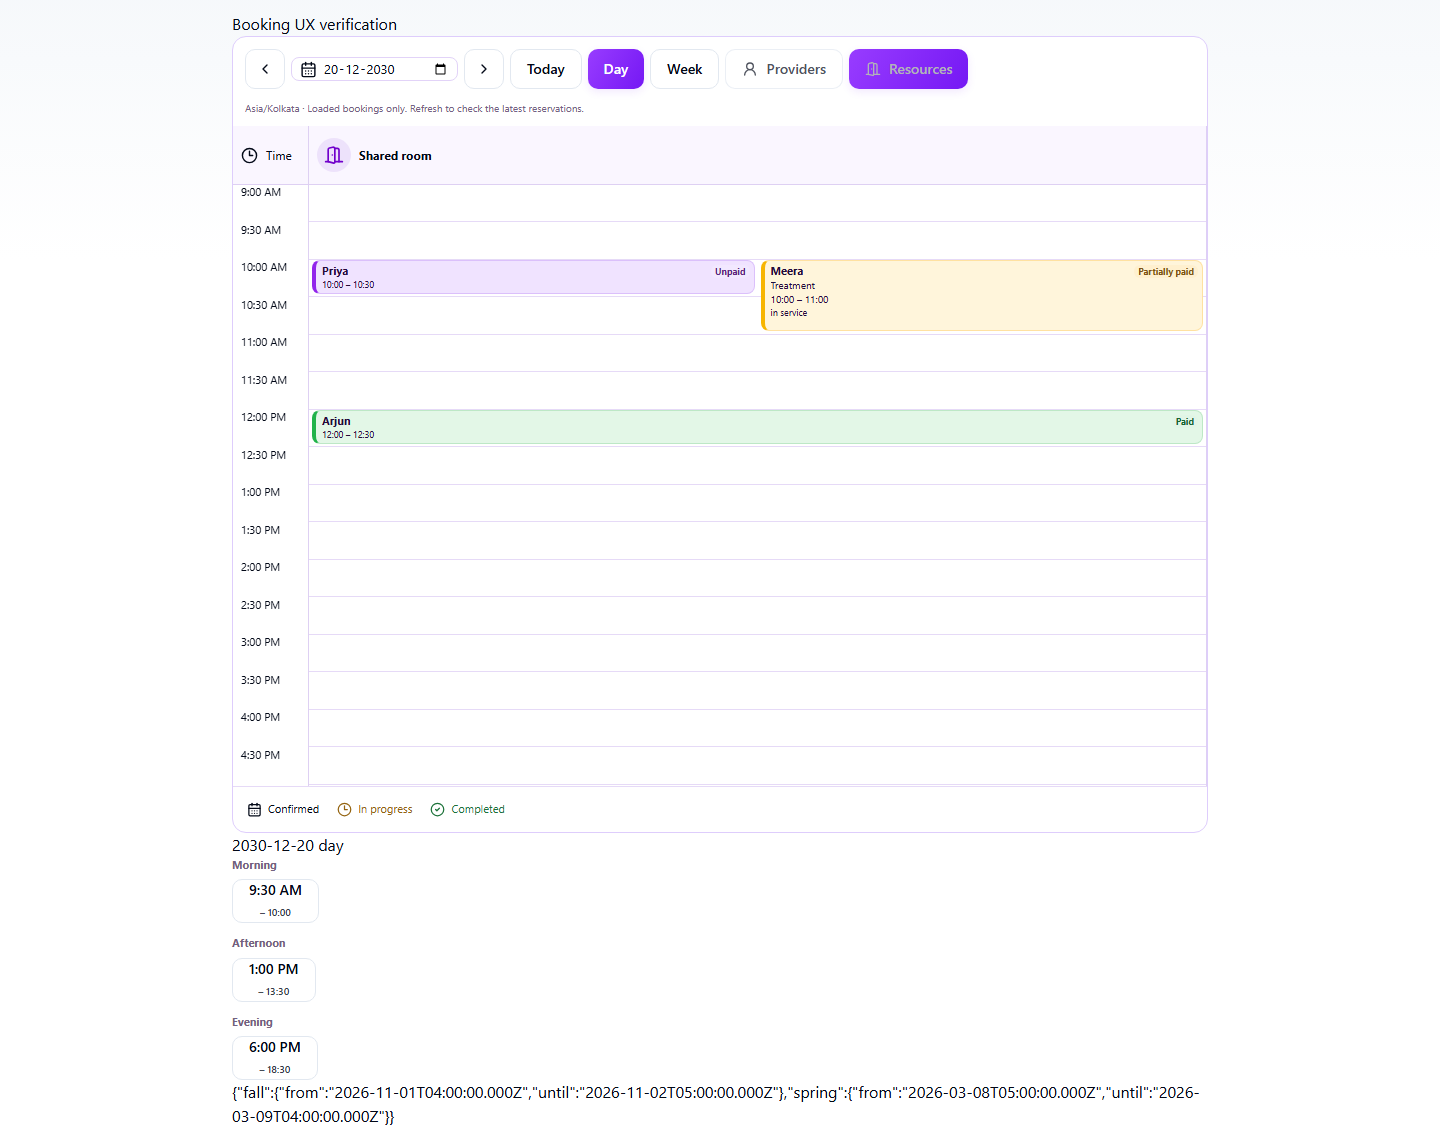 Booking UX verification
20-12-2030 Today Day Week Providers Resources
Asia/Kolkata · Loaded bookings only. Refresh to check the latest reservations.
Time Shared room
9:00 AM
9:30 AM
10:00 AM
Priya Unpaid
10:00 – 10:30
Meera Partially paid
Treatment
10:00 – 11:00
in service
10:30 AM
11:00 AM
11:30 AM
12:00 PM
Arjun Paid
12:00 – 12:30
12:30 PM
1:00 PM
1:30 PM
2:00 PM
2:30 PM
3:00 PM
3:30 PM
4:00 PM
4:30 PM
Confirmed In progress Completed
2030-12-20 day
Morning
9:30 AM
– 10:00
Afternoon
1:00 PM
– 13:30
Evening
6:00 PM
– 18:30
{"fall":{"from":"2026-11-01T04:00:00.000Z","until":"2026-11-02T05:00:00.000Z"},"spring":{"from":"2026-03-08T05:00:00.000Z","until":"2026-
03-09T04:00:00.000Z"}}